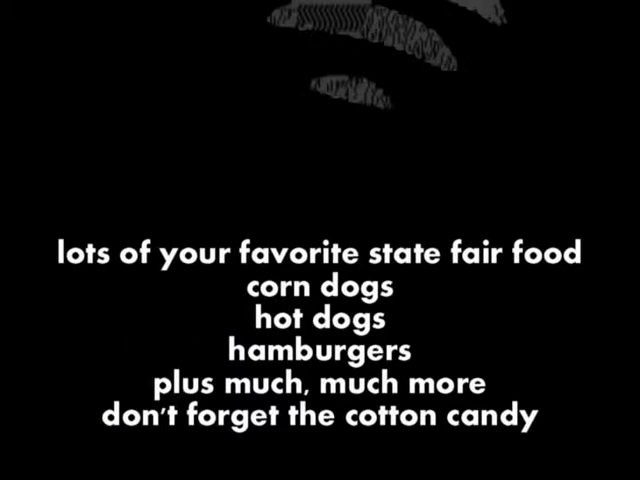 lots of your favorite state fair food
corn dogs
hot dogs
hamburgers
plus much, much more
don't forget the cotton candy